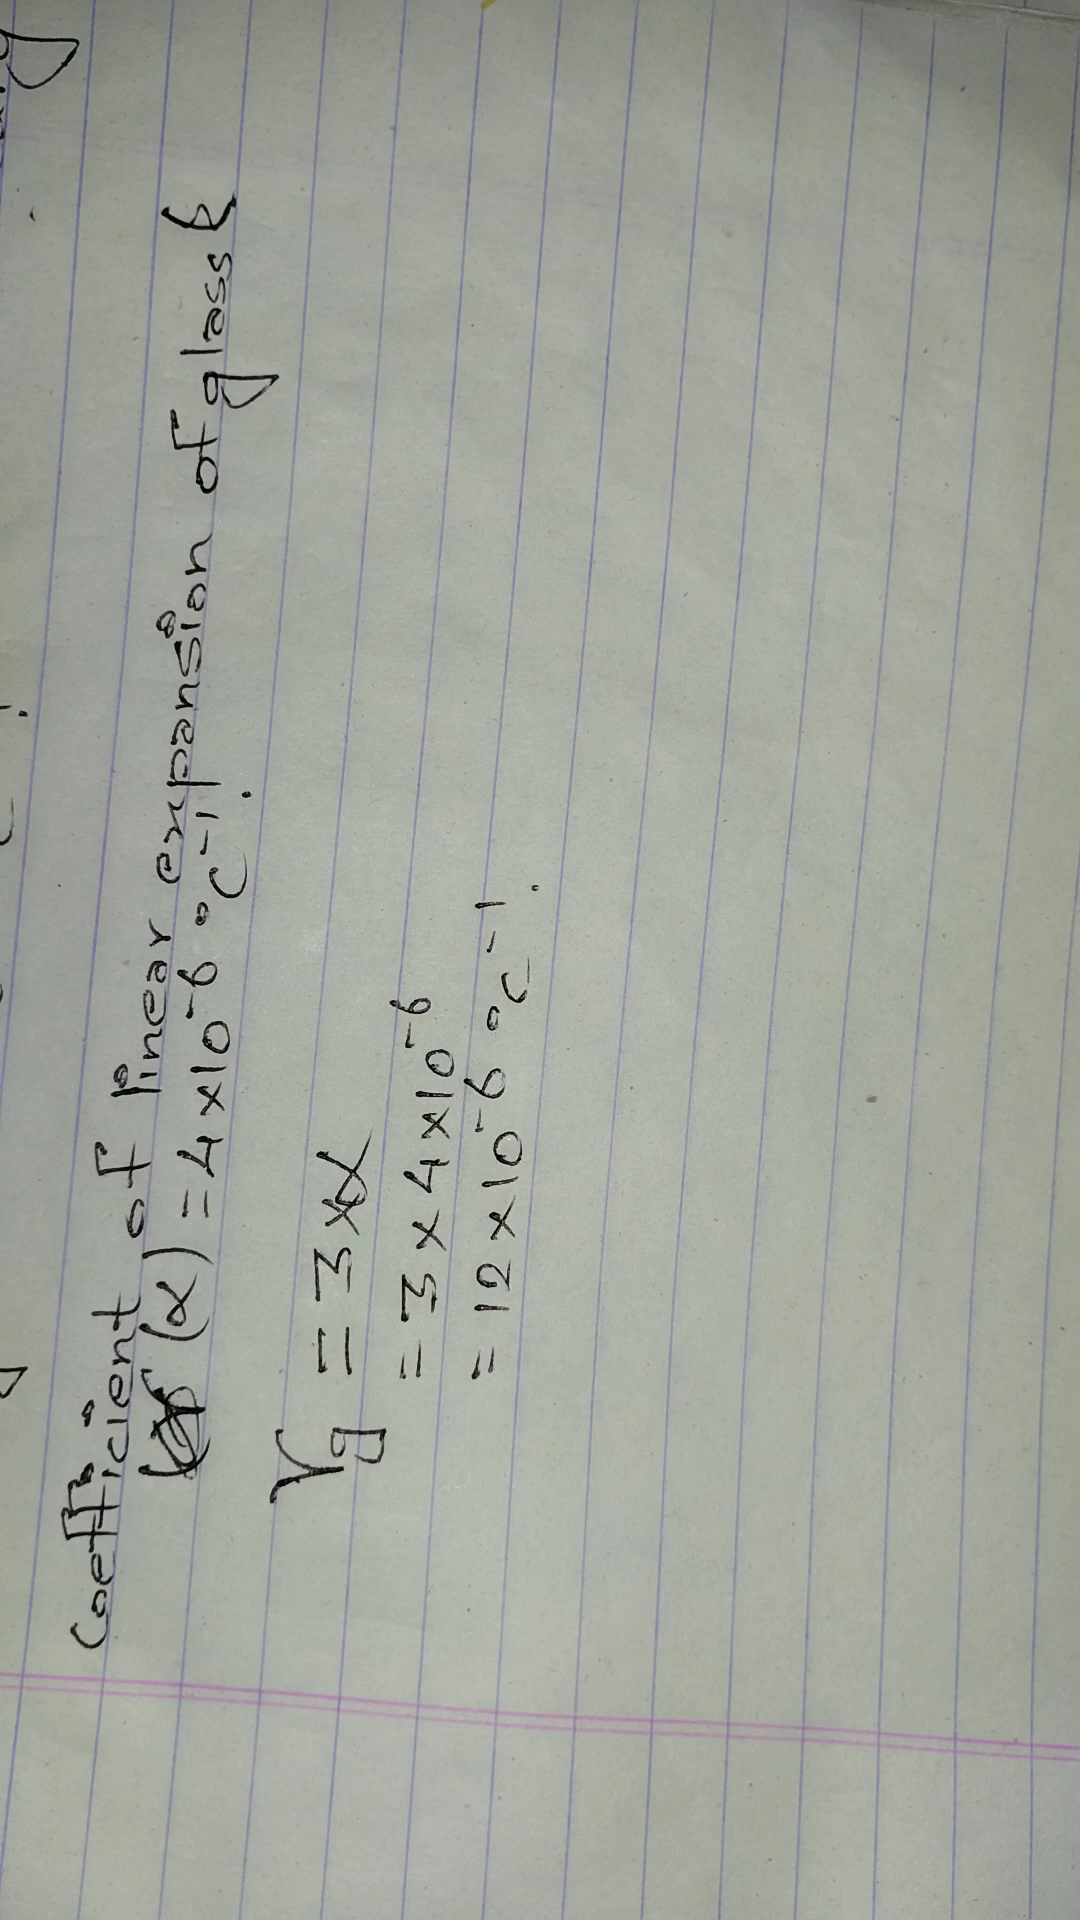 Coefficient of linear expansion of glass
(α) = 4×10⁻⁶ °C⁻¹.
γg = 3α
= 3 × 4×10⁻⁶
= 12×10⁻⁶ °C⁻¹.